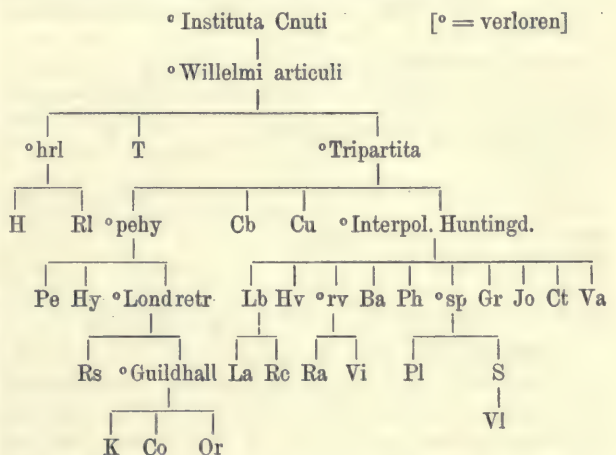 ° Instituta Cnuti [° = verloren]
° Willelmi articuli
°hrl T °Tripartita
H Rl °pehy Cb Cu °Interpol. Huntingd.
Pe Hy °Londretr Lb Hv °rv Ba Ph °sp Gr Jo Ct Va
Rs °Guildhall La Rc Ra Vi Pl S
Vl
K Co Or